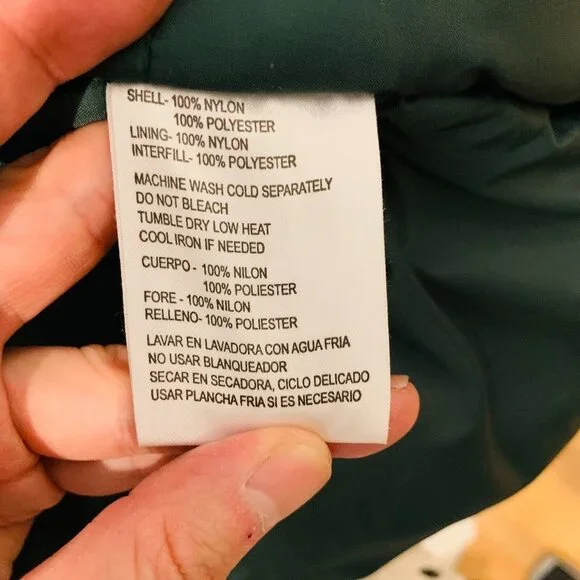 SHELL- 100% NYLON
100% POLYESTER
LINING- 100% NYLON
INTERFILL- 100% POLYESTER
MACHINE WASH COLD SEPARATELY
DO NOT BLEACH
TUMBLE DRY LOW HEAT
COOL IRON IF NEEDED
CUERPO - 100% NILON
100% POLIESTER
FORE - 100% NILON
RELLENO- 100% POLIESTER
LAVAR EN LAVADORA CON AGUA FRIA
NO USAR BLANQUEADOR
SECAR EN SECADORA, CICLO DELICADO
USAR PLANCHA FRIA SI ES NECESARIO